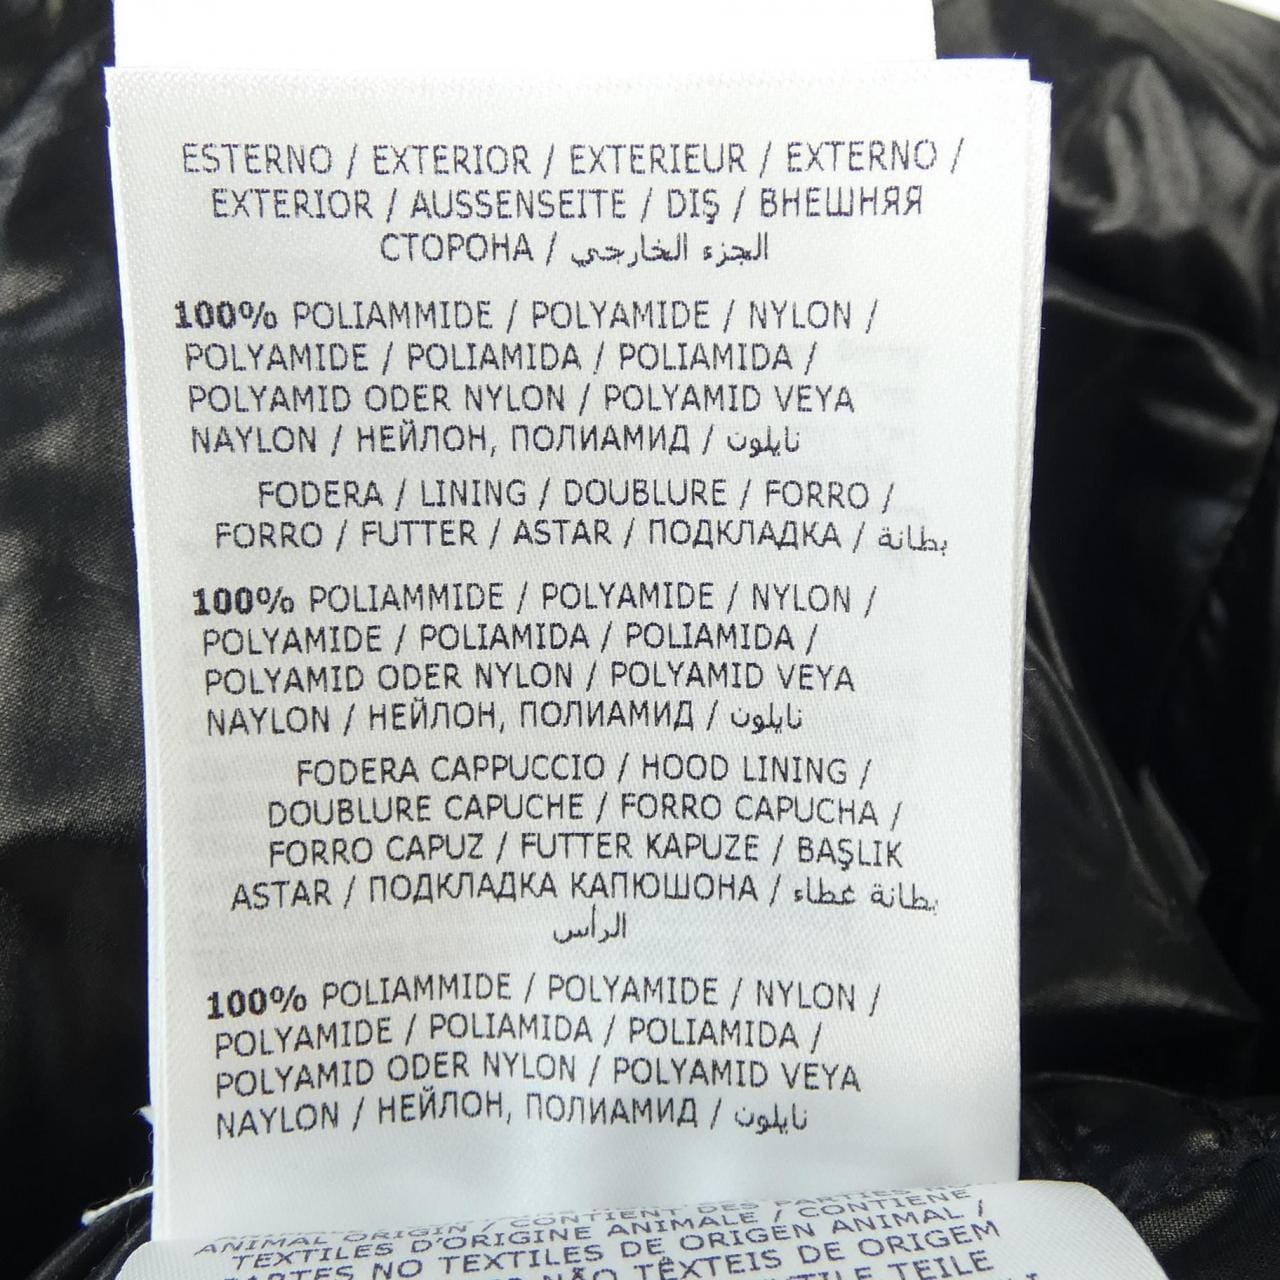 ESTERNO / EXTERIOR / EXTERIEUR / EXTERNO /
EXTERIOR / AUSSENSEITE / DIŞ / ВНЕШНЯЯ
СТОРОНА / الجزء الخارجي
100% POLIAMMIDE / POLYAMIDE / NYLON /
POLYAMIDE / POLIAMIDA / POLIAMIDA /
POLYAMID ODER NYLON / POLYAMID VEYA
NAYLON / НЕЙЛОН, ПОЛИАМИД / نايلون
FODERA / LINING / DOUBLURE / FORRO /
FORRO / FUTTER / ASTAR / ПОДКЛАДКА / بطانة
100% POLIAMMIDE / POLYAMIDE / NYLON /
POLYAMIDE / POLIAMIDA / POLIAMIDA /
POLYAMID ODER NYLON / POLYAMID VEYA
NAYLON / НЕЙЛОН, ПОЛИАМИД / نايلون
FODERA CAPPUCCIO / HOOD LINING /
DOUBLURE CAPUCHE / FORRO CAPUCHA /
FORRO CAPUZ / FUTTER KAPUZE / BAŞLIK
ASTAR / ПОДКЛАДКА КАПЮШОНА / بطانة غطاء
الرأس
100% POLIAMMIDE / POLYAMIDE / NYLON /
POLYAMIDE / POLIAMIDA / POLIAMIDA /
POLYAMID ODER NYLON / POLYAMID VEYA
NAYLON / НЕЙЛОН, ПОЛИАМИД / نايلون
ANIMAL ORIGIN / CONTIENT DES PARTIES NON
TEXTILES D'ORIGINE ANIMALE / CONTIENE
PARTES NO TEXTILES DE ORIGEN ANIMAL /
NÃO TÊXTEIS DE ORIGEM
TEILE